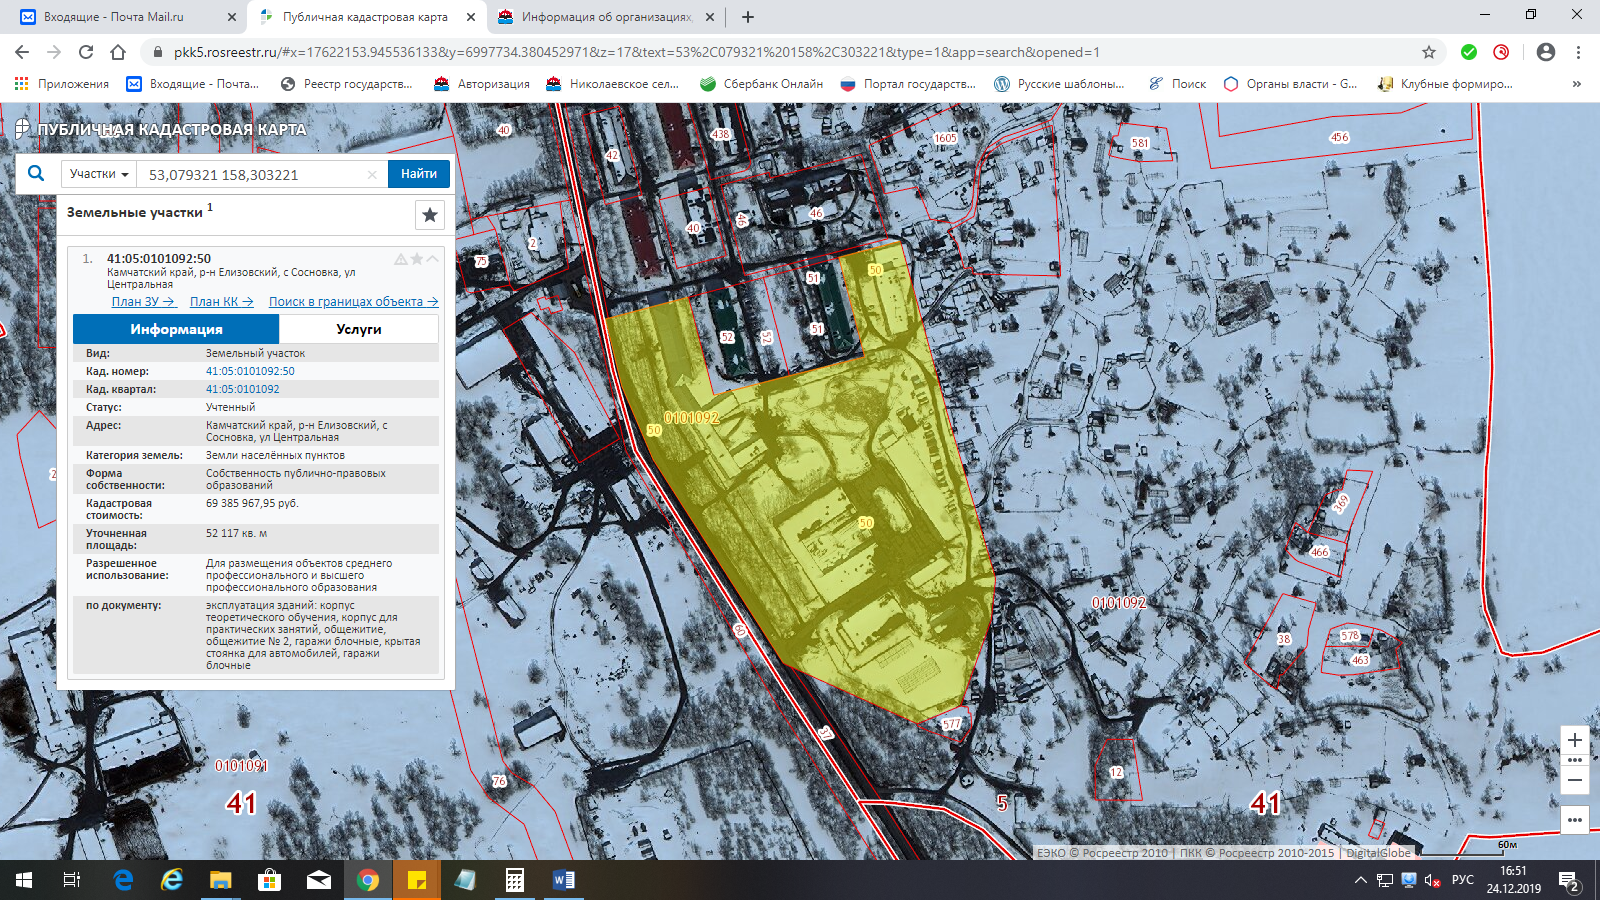 Входящие - Почта Mail.ru
Публичная кадастровая карта
Информация об организациях,
pkk5.rosreestr.ru/#x=17622153.945536133&y=6997734.380452971&z=17&text=53%2C079321%20158%2C303221&type=1&app=search&opened=1
Приложения
Входящие – Почта...
Реестр государств...
Авторизация
Николаевское сел...
Сбербанк Онлайн
Портал государств...
Русские шаблоны...
Поиск
Органы власти - G...
Клубные формиро...
»
ПУБЛИЧНАЯ КАДАСТРОВАЯ КАРТА
Участки
53,079321 158,303221
Найти
Земельные участки 1
1. 41:05:0101092:50
Камчатский край, р-н Елизовский, с Сосновка, ул
Центральная
План ЗУ →
План КК →
Поиск в границах объекта →
Информация
Услуги
Вид: Земельный участок
Кад. номер: 41:05:0101092:50
Кад. квартал: 41:05:0101092
Статус: Учтенный
Адрес: Камчатский край, р-н Елизовский, с
Сосновка, ул Центральная
Категория земель: Земли населённых пунктов
Форма собственности: Собственность публично-правовых
образований
Кадастровая стоимость: 69 385 967,95 руб.
Уточненная площадь: 52 117 кв. м
Разрешенное использование: Для размещения объектов среднего
профессионального и высшего
профессионального образования
по документу: эксплуатация зданий: корпус
теоретического обучения, корпус для
практических занятий, общежитие,
общежитие № 2, гаражи блочные, крытая
стоянка для автомобилей, гаражи
блочные
40
438
42
1605
581
456
2
75
40
46
46
50
51
51
52
52
0101092
50
50
369
466
0101092
38
578
463
60
37
577
12
76
0101091
41
5
41
ЕЭКО © Росреестр 2010 | ПКК © Росреестр 2010-2015 | DigitalGlobe
60м
РУС
16:51
24.12.2019
2